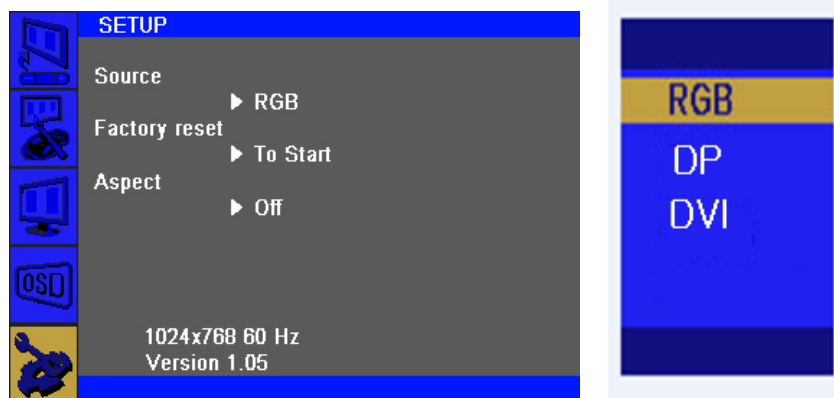 SETUP
Source
▶ RGB
Factory reset
▶ To Start
Aspect
▶ Off
OSD
1024x768 60 Hz
Version 1.05
RGB
DP
DVI